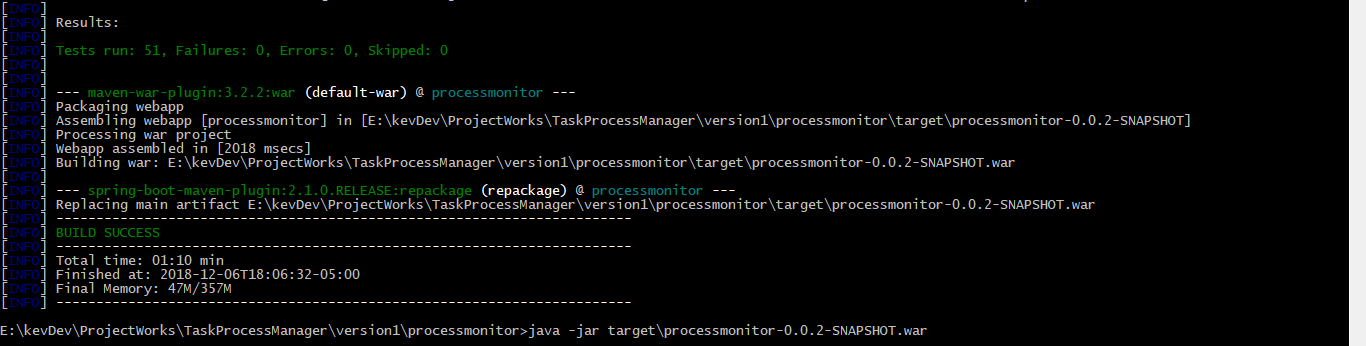 [INFO]
[INFO] Results:
[INFO]
[INFO] Tests run: 51, Failures: 0, Errors: 0, Skipped: 0
[INFO]
[INFO]
[INFO] --- maven-war-plugin:3.2.2:war (default-war) @ processmonitor ---
[INFO] Packaging webapp
[INFO] Assembling webapp [processmonitor] in [E:\kevDev\ProjectWorks\TaskProcessManager\version1\processmonitor\target\processmonitor-0.0.2-SNAPSHOT]
[INFO] Processing war project
[INFO] Webapp assembled in [2018 msecs]
[INFO] Building war: E:\kevDev\ProjectWorks\TaskProcessManager\version1\processmonitor\target\processmonitor-0.0.2-SNAPSHOT.war
[INFO]
[INFO] --- spring-boot-maven-plugin:2.1.0.RELEASE:repackage (repackage) @ processmonitor ---
[INFO] Replacing main artifact E:\kevDev\ProjectWorks\TaskProcessManager\version1\processmonitor\target\processmonitor-0.0.2-SNAPSHOT.war
[INFO] ------------------------------------------------------------------------
[INFO] BUILD SUCCESS
[INFO] ------------------------------------------------------------------------
[INFO] Total time: 01:10 min
[INFO] Finished at: 2018-12-06T18:06:32-05:00
[INFO] Final Memory: 47M/357M
[INFO] ------------------------------------------------------------------------
E:\kevDev\ProjectWorks\TaskProcessManager\version1\processmonitor>java -jar target\processmonitor-0.0.2-SNAPSHOT.war